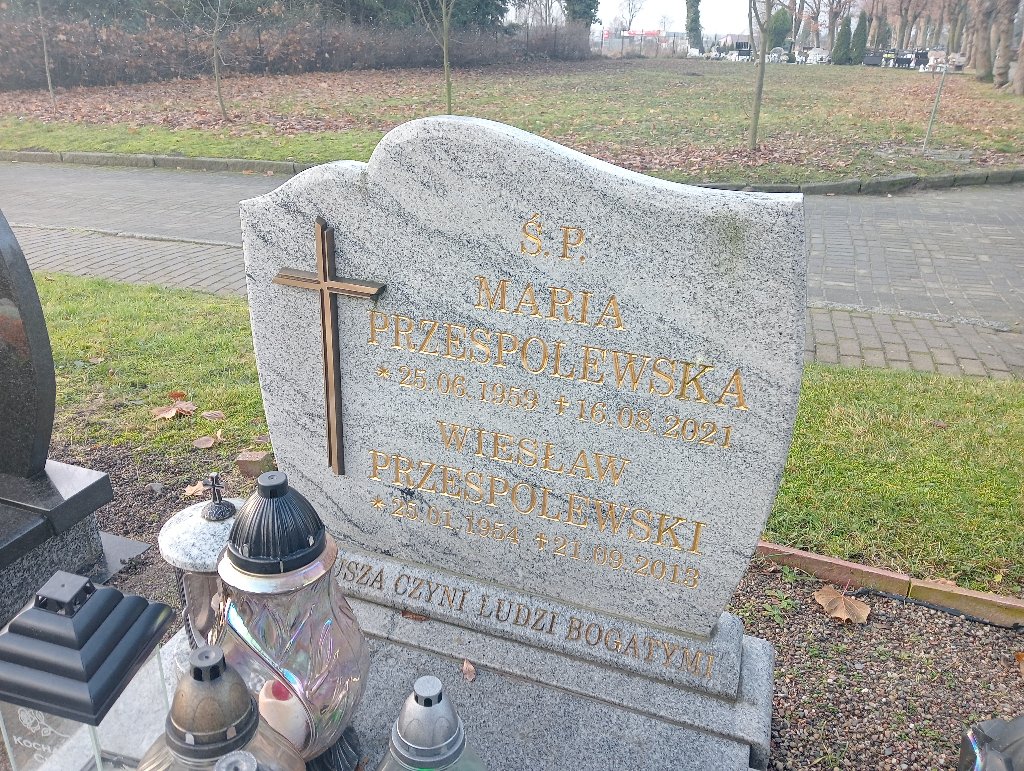 Ś. P.
MARIA
PRZESPOLEWSKA
* 25.06.1959 + 16.08.2021
WIESŁAW
PRZESPOLEWSKI
* 25.01.1954 + 21.09.2013
CZYNI LUDZI BOGATYMI